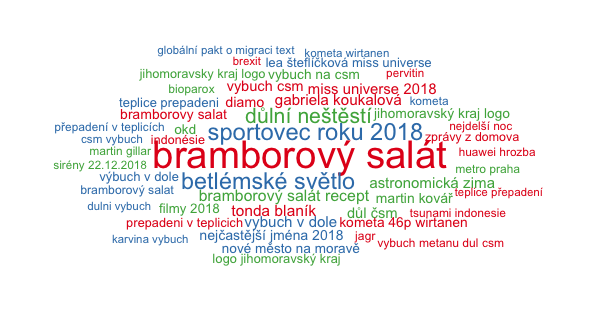 globální pakt o migraci text
kometa wirtanen
brexit
lea šteflíčková miss universe
jihomoravsky kraj logo
vybuch na csm
pervitin
bioparox
vybuch csm
miss universe 2018
teplice prepadeni
diamo
gabriela koukalová
kometa
bramborovy salat
důlní neštěstí
jihomoravský kraj logo
přepadení v teplicích
okd
sportovec roku 2018
nejdelší noc
csm vybuch
indonésie
zprávy z domova
martin gillar
bramborový salát
huawei hrozba
sirény 22.12.2018
metro praha
výbuch v dole
betlémské světlo
astronomická zima
bramborový salat
bramborový salát recept
martin kovář
teplice přepadení
dulni vybuch
filmy 2018
tonda blaník
důl čsm
tsunami indonesie
prepadeni v teplicich
vybuch v dole
kometa 46p wirtanen
karvina vybuch
nejčastější jména 2018
jagr
vybuch metanu dul csm
nové město na moravě
logo jihomoravský kraj